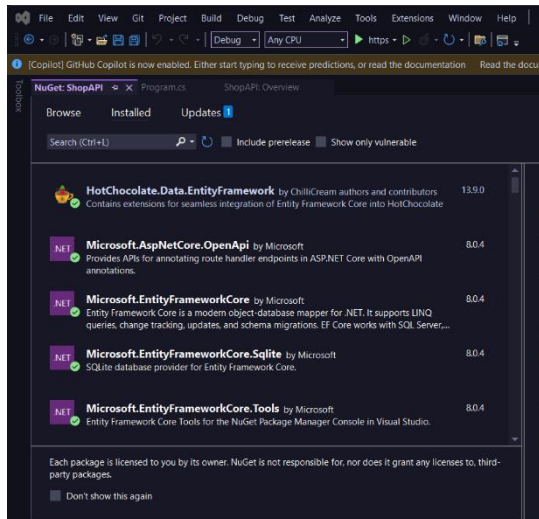 File Edit View Git Project Build Debug Test Analyze Tools Extensions Window Help
Debug Any CPU https
[Copilot] GitHub Copilot is now enabled. Either start typing to receive predictions, or read the documentation Read the docu
Toolbox
NuGet: ShopAPI Program.cs ShopAPI: Overview
Browse Installed Updates 1
Search (Ctrl+L) Include prerelease Show only vulnerable
HotChocolate.Data.EntityFramework by ChilliCream authors and contributors 13.9.0
Contains extensions for seamless integration of Entity Framework Core into HotChocolate
.NET Microsoft.AspNetCore.OpenApi by Microsoft 8.0.4
Provides APIs for annotating route handler endpoints in ASP.NET Core with OpenAPI
annotations.
.NET Microsoft.EntityFrameworkCore by Microsoft 8.0.4
Entity Framework Core is a modern object-database mapper for .NET. It supports LINQ
queries, change tracking, updates, and schema migrations. EF Core works with SQL Server,...
.NET Microsoft.EntityFrameworkCore.Sqlite by Microsoft 8.0.4
SQLite database provider for Entity Framework Core.
.NET Microsoft.EntityFrameworkCore.Tools by Microsoft 8.0.4
Entity Framework Core Tools for the NuGet Package Manager Console in Visual Studio.
Each package is licensed to you by its owner. NuGet is not responsible for, nor does it grant any licenses to, third-
party packages.
Don't show this again